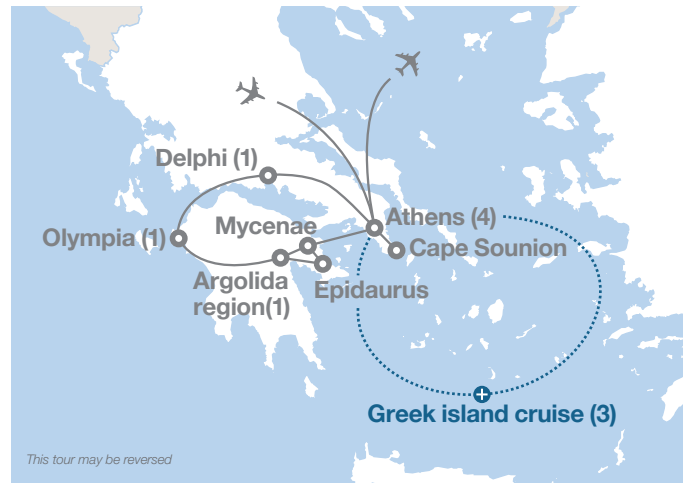 Delphi (1)
Mycenae
Athens (4)
Olympia (1)
Cape Sounion
Argolida
region(1)
Epidaurus
Greek island cruise (3)
This tour may be reversed